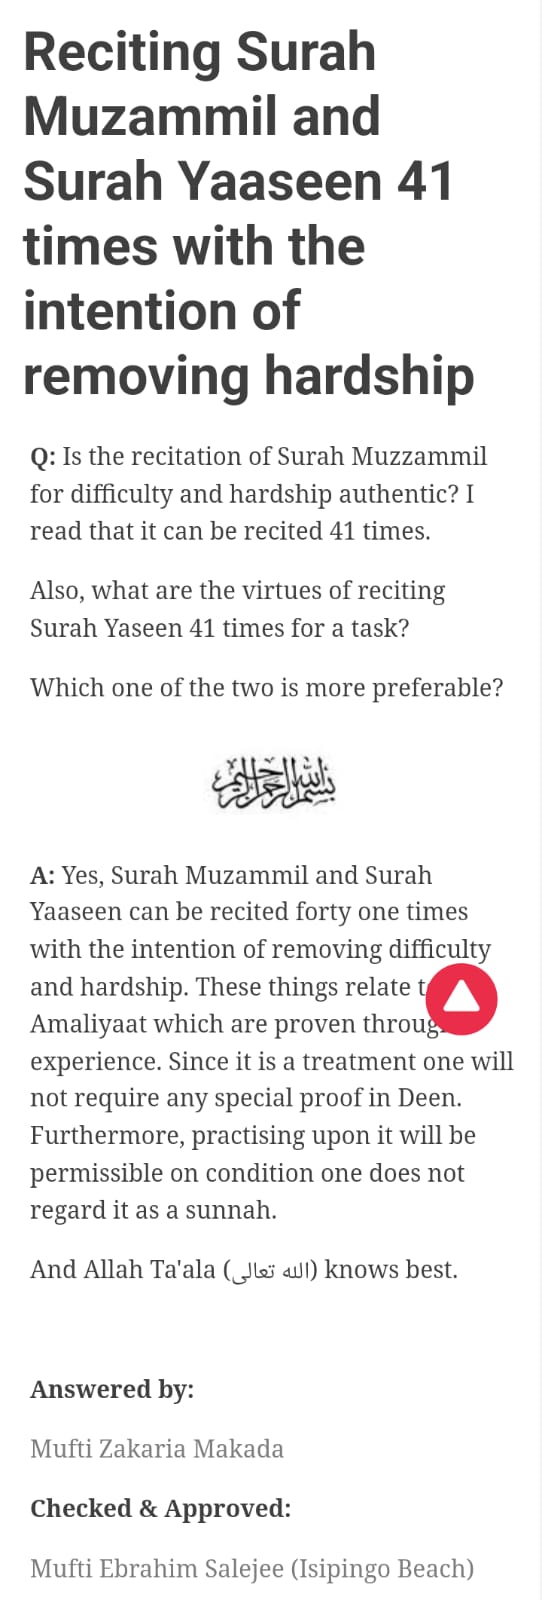 Reciting Surah
Muzammil and
Surah Yaaseen 41
times with the
intention of
removing hardship
Q: Is the recitation of Surah Muzzammil
for difficulty and hardship authentic? I
read that it can be recited 41 times.
Also, what are the virtues of reciting
Surah Yaseen 41 times for a task?
Which one of the two is more preferable?
بسم الله الرحمن الرحيم
A: Yes, Surah Muzammil and Surah
Yaaseen can be recited forty one times
with the intention of removing difficulty
and hardship. These things relate
Amaliyaat which are proven throug
experience. Since it is a treatment one will
not require any special proof in Deen.
Furthermore, practising upon it will be
permissible on condition one does not
regard it as a sunnah.
And Allah Ta'ala (الله تعالى) knows best.
Answered by:
Mufti Zakaria Makada
Checked & Approved:
Mufti Ebrahim Salejee (Isipingo Beach)